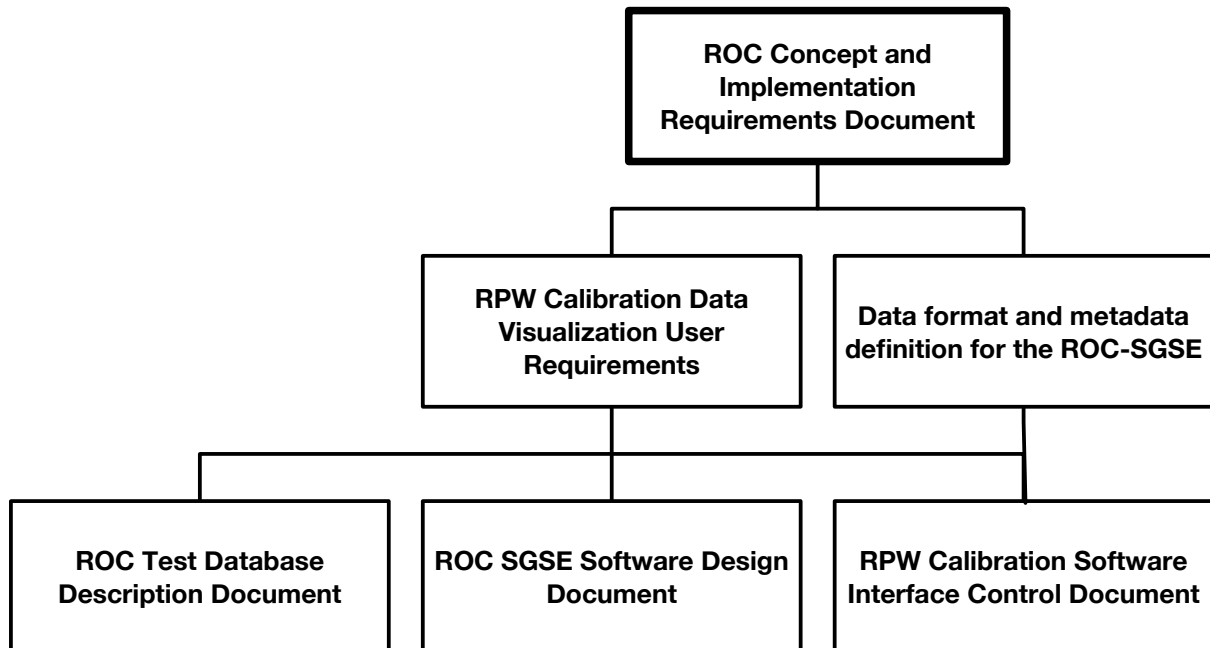 ROC Concept and
Implementation
Requirements Document
RPW Calibration Data
Visualization User
Requirements
Data format and metadata
definition for the ROC-SGSE
ROC Test Database
Description Document
ROC SGSE Software Design
Document
RPW Calibration Software
Interface Control Document